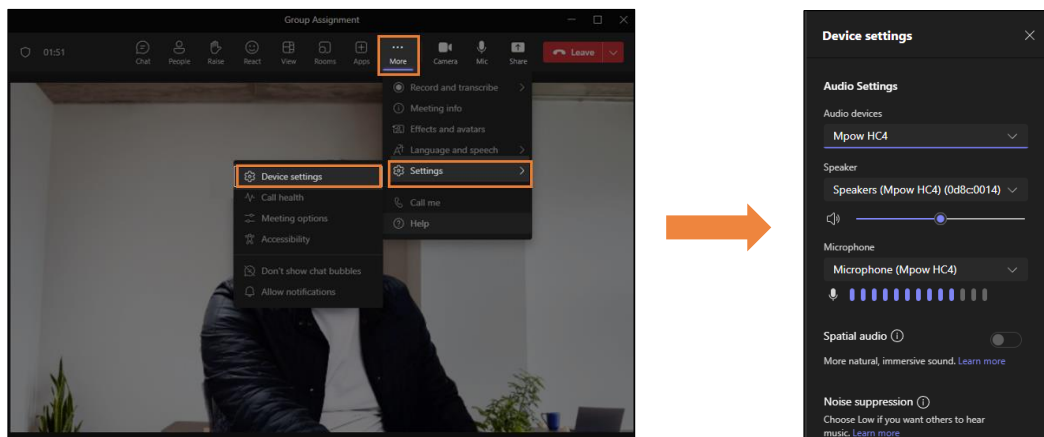 Group Assignment
01:51
Chat People Raise React View Rooms Apps More Camera Mic Share Leave
Record and transcribe
Meeting info
Effects and avatars
Language and speech
Settings
Call me
Help
Device settings
Call health
Meeting options
Accessibility
Don't show chat bubbles
Allow notifications
Device settings
Audio Settings
Audio devices
Mpow HC4
Speaker
Speakers (Mpow HC4) (0d8c:0014)
Microphone
Microphone (Mpow HC4)
Spatial audio
More natural, immersive sound. Learn more
Noise suppression
Choose Low if you want others to hear
music. Learn more